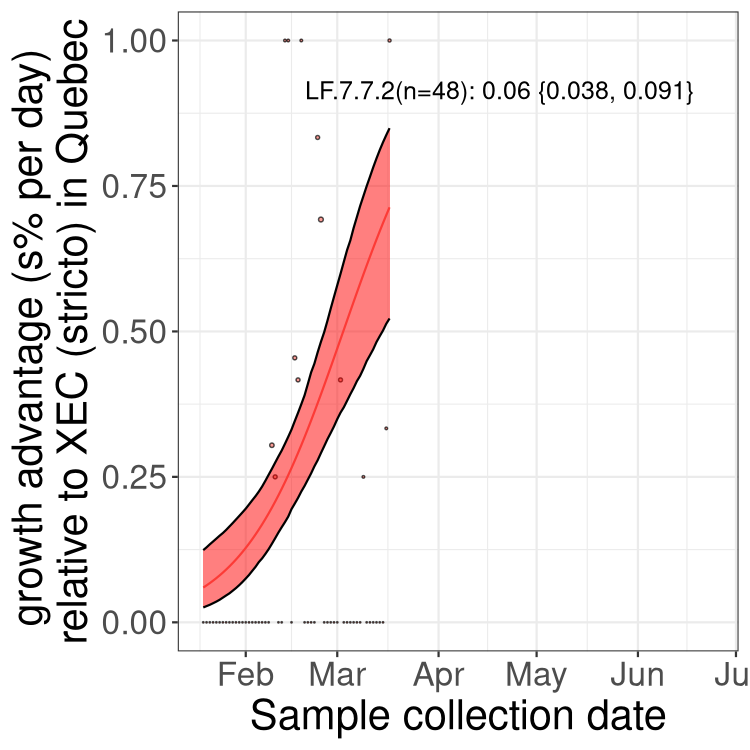 growth advantage (s% per day)
relative to XEC (stricto) in Quebec
1.00
0.75
0.50
0.25
0.00
LF.7.7.2(n=48): 0.06 {0.038, 0.091}
Feb Mar Apr May Jun Ju
Sample collection date